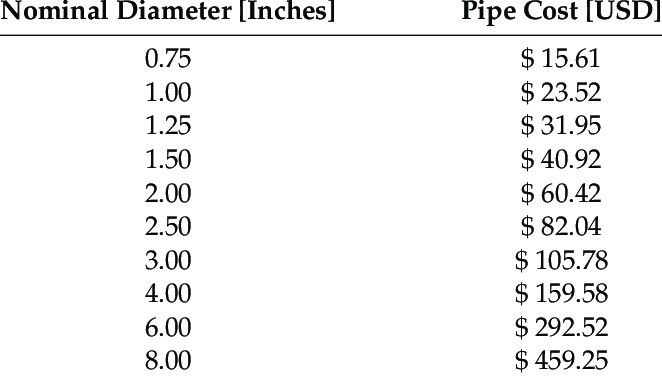 Nominal Diameter [Inches] Pipe Cost [USD]
0.75 $ 15.61
1.00 $ 23.52
1.25 $ 31.95
1.50 $ 40.92
2.00 $ 60.42
2.50 $ 82.04
3.00 $ 105.78
4.00 $ 159.58
6.00 $ 292.52
8.00 $ 459.25